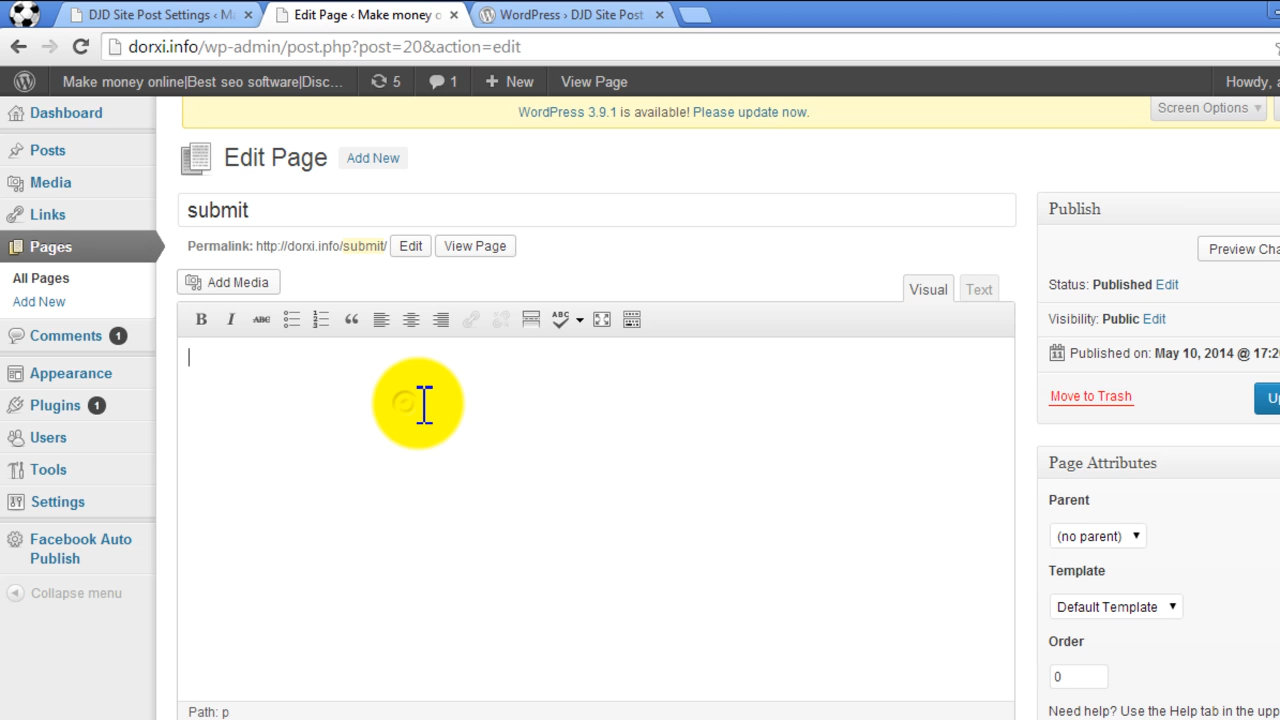 DJD Site Post Settings ‹ M
Edit Page ‹ Make money o
WordPress › DJD Site Post
dorxi.info/wp-admin/post.php?post=20&action=edit
Make money online|Best seo software|Disc... 5 1 + New View Page Howdy, a
Dashboard
Posts
Media
Links
Pages
All Pages
Add New
Comments 1
Appearance
Plugins 1
Users
Tools
Settings
Facebook Auto
Publish
Collapse menu
WordPress 3.9.1 is available! Please update now.
Screen Options
Edit Page Add New
submit
Permalink: http://dorxi.info/submit/ Edit View Page
Add Media
Visual Text
B I ABC ABC
Path: p
Publish
Preview Cha
Status: Published Edit
Visibility: Public Edit
Published on: May 10, 2014 @ 17:2
Move to Trash
Up
Page Attributes
Parent
(no parent)
Template
Default Template
Order
0
Need help? Use the Help tab in the upp